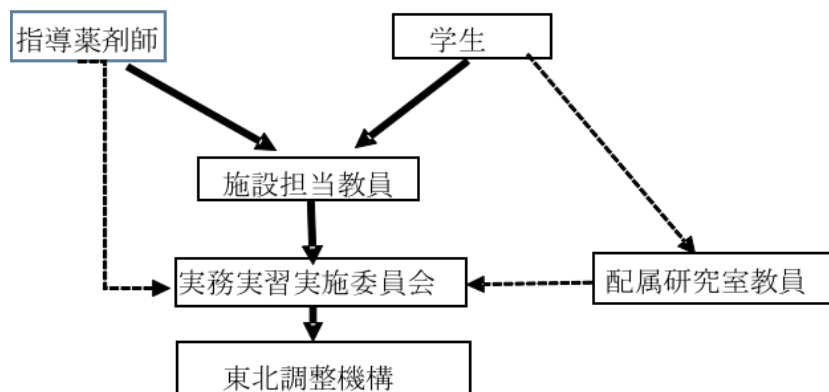 指導薬剤師
学生
施設担当教員
実務実習実施委員会
配属研究室教員
東北調整機構